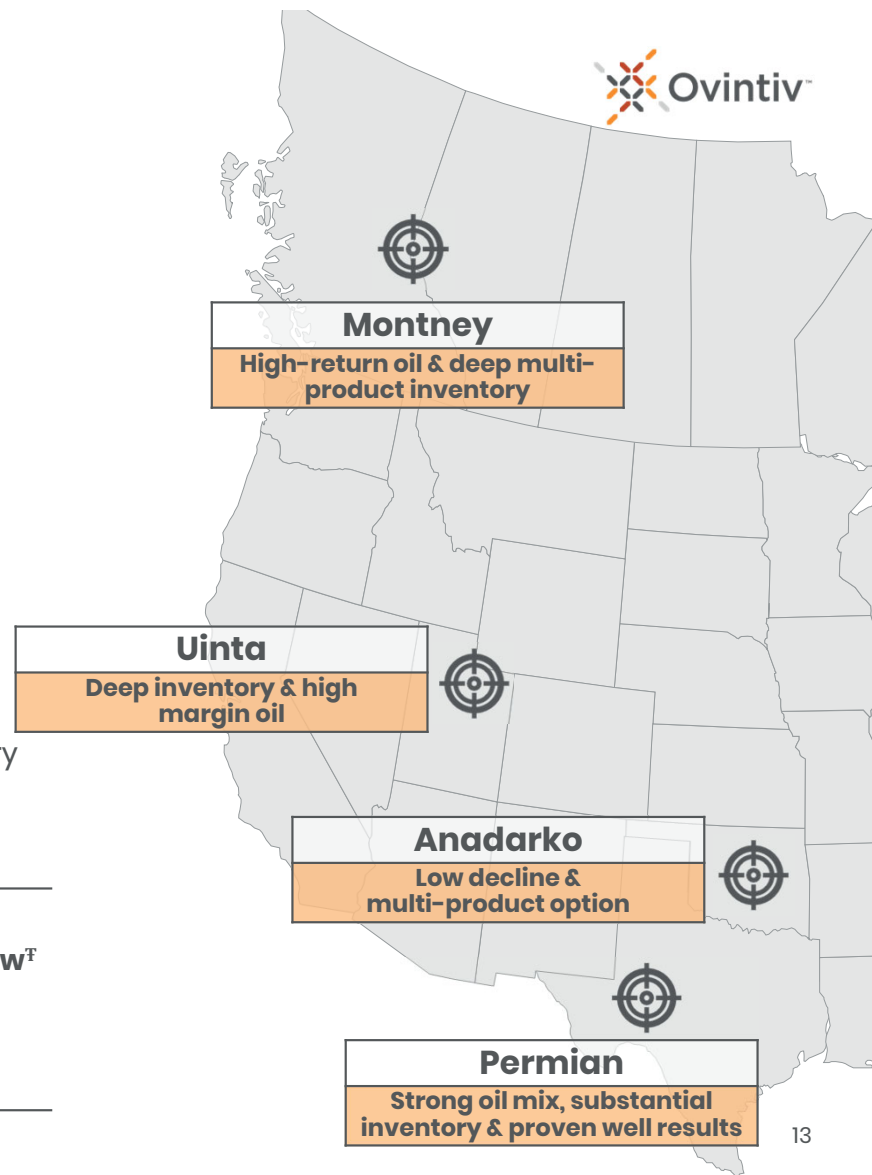 Ovintiv™
Montney
High-return oil & deep multi-
product inventory
Uinta
Deep inventory & high
margin oil
Anadarko
Low decline &
multi-product option
Permian
Strong oil mix, substantial
inventory & proven well results
13